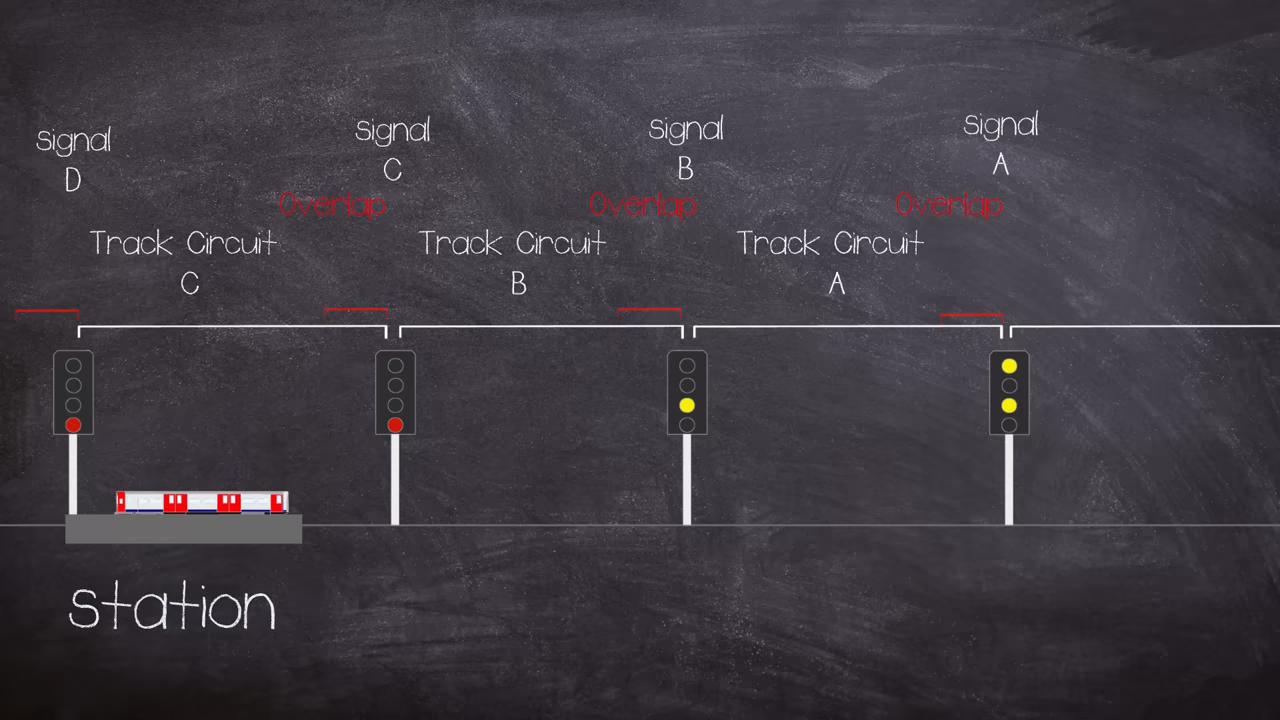 Signal
D
Signal
C
Signal
B
Signal
A
Overlap
Overlap
Overlap
Track Circuit
C
Track Circuit
B
Track Circuit
A
Station